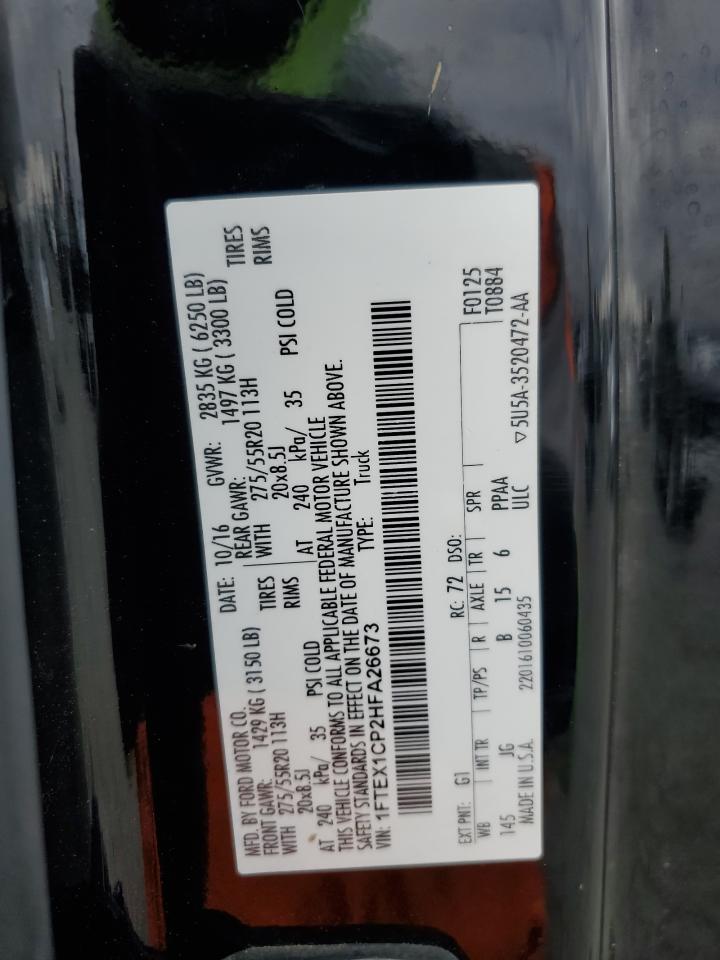 MFD. BY FORD MOTOR CO. DATE: 10/16 GVWR: 2835 KG ( 6250 LB)
FRONT GAWR: 1429 KG ( 3150 LB) REAR GAWR: 1497 KG ( 3300 LB)
WITH 275/55R20 113H TIRES WITH 275/55R20 113H TIRES
20x8.5J RIMS 20x8.5J RIMS
AT 240 kPa/ 35 PSI COLD AT 240 kPa/ 35 PSI COLD
THIS VEHICLE CONFORMS TO ALL APPLICABLE FEDERAL MOTOR VEHICLE
SAFETY STANDARDS IN EFFECT ON THE DATE OF MANUFACTURE SHOWN ABOVE.
VIN: 1FTEX1CP2HFA26673 TYPE: Truck
EXT PNT: G1 RC: 72 DSO: F0125
WB INT TR TP/PS R AXLE TR SPR T0884
145 JG B 15 6 PPAA
MADE IN U.S.A. 2201610060435 ULC ▽5U5A-3520472-AA